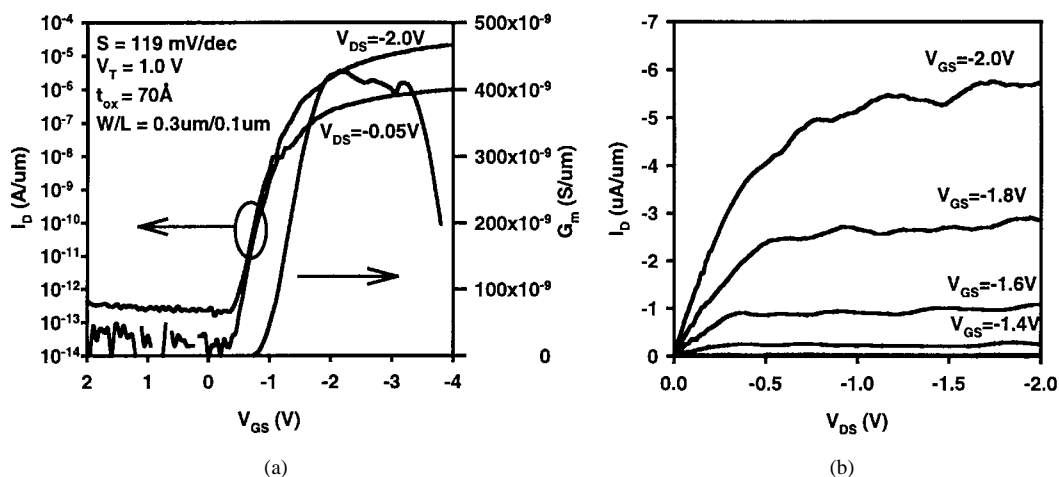 S = 119 mV/dec
V_T = 1.0 V
t_ox = 70Å
W/L = 0.3um/0.1um
V_DS=-2.0V
V_DS=-0.05V
I_D (A/um)
10^-4
10^-5
10^-6
10^-7
10^-8
10^-9
10^-10
10^-11
10^-12
10^-13
10^-14
2 1 0 -1 -2 -3 -4
V_GS (V)
500x10^-9
400x10^-9
300x10^-9
200x10^-9
100x10^-9
0
G_m (S/um)
(a)
I_D (uA/um)
-7
-6
-5
-4
-3
-2
-1
0
V_GS=-2.0V
V_GS=-1.8V
V_GS=-1.6V
V_GS=-1.4V
0.0 -0.5 -1.0 -1.5 -2.0
V_DS (V)
(b)